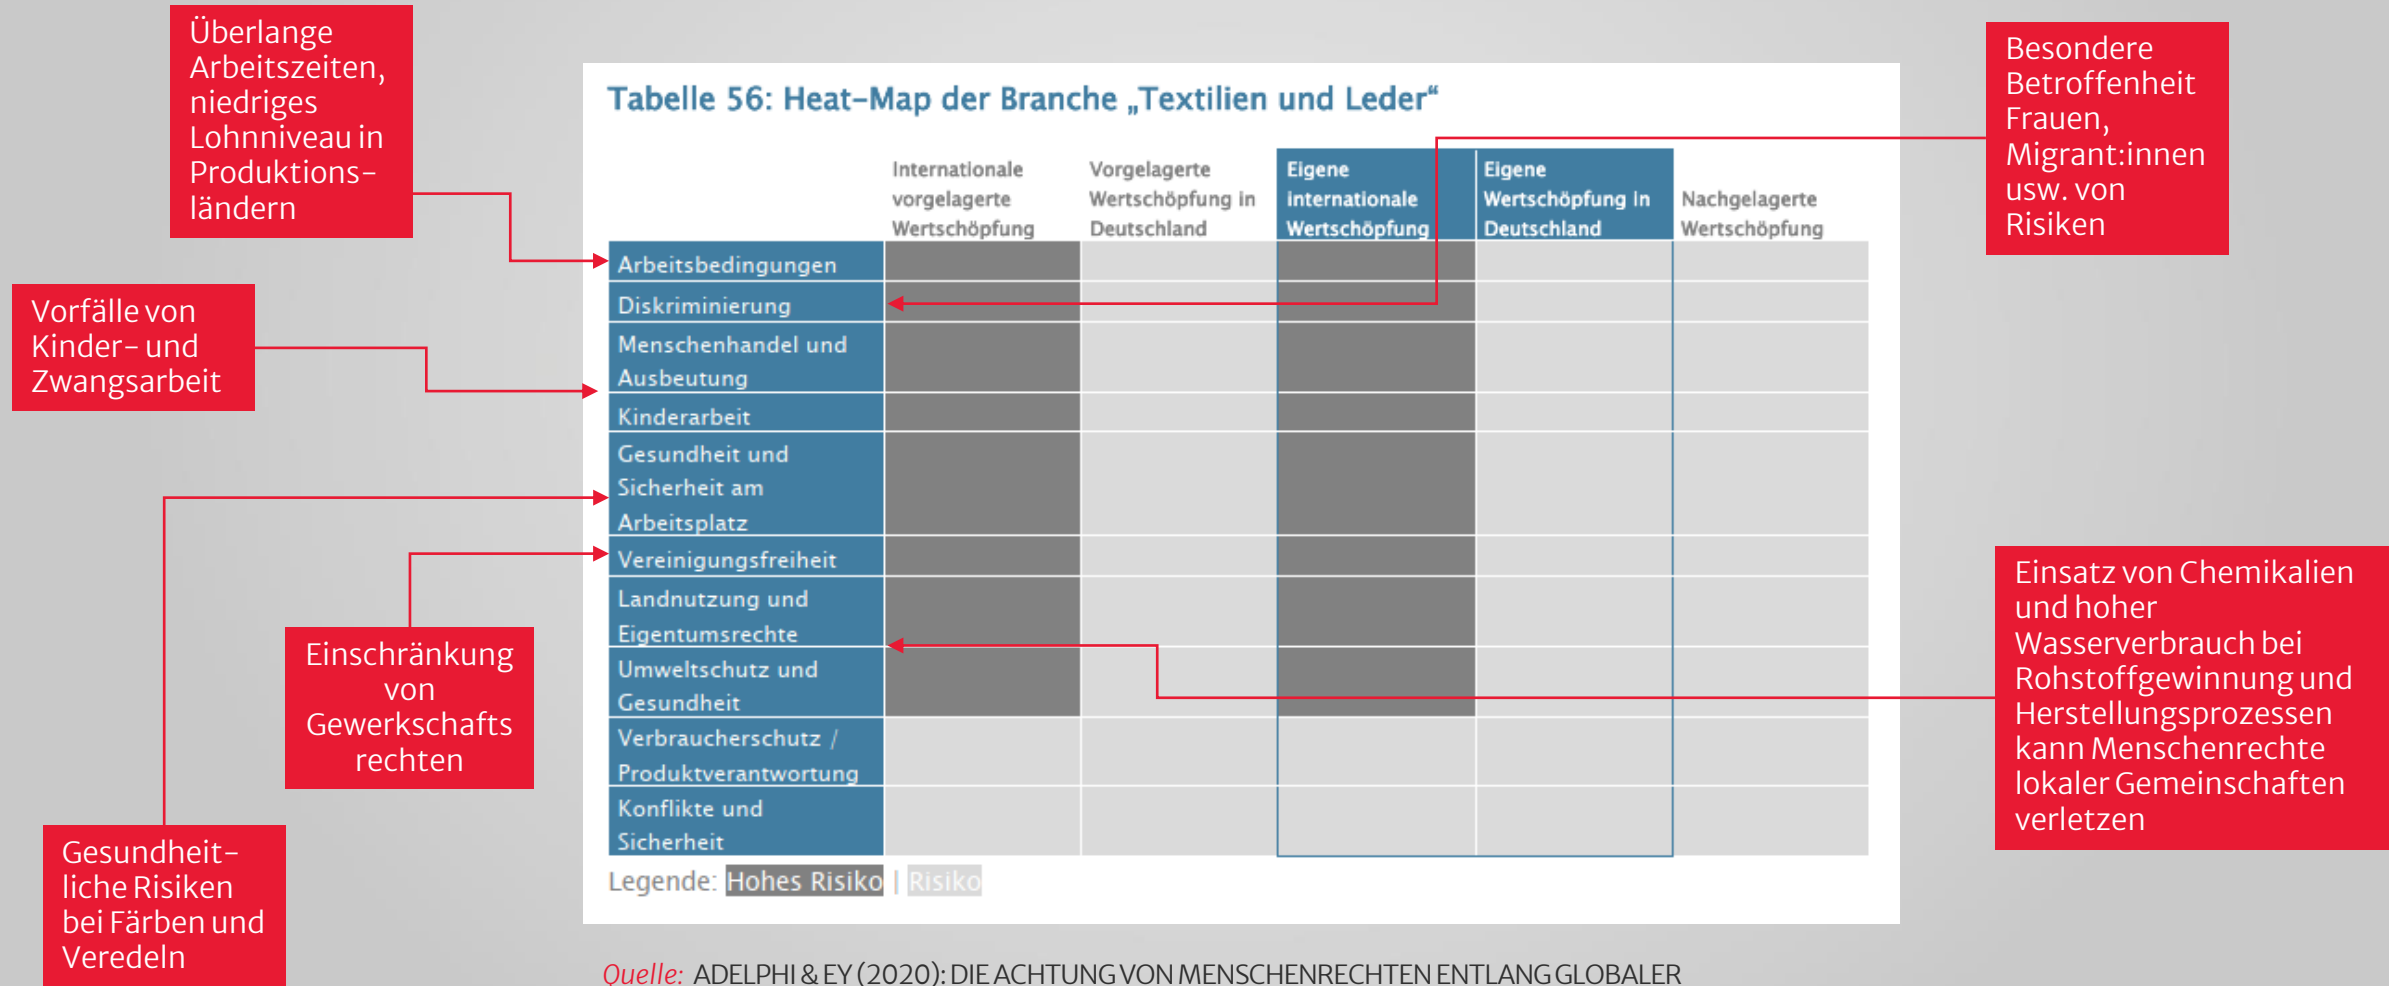 Überlange
Arbeitszeiten,
niedriges
Lohnniveau in
Produktions-
ländern
Vorfälle von
Kinder- und
Zwangsarbeit
Einschränkung
von
Gewerkschafts
rechten
Gesundheit-
liche Risiken
bei Färben und
Veredeln
Tabelle 56: Heat-Map der Branche „Textilien und Leder“
Internationale
vorgelagerte
Wertschöpfung
Vorgelagerte
Wertschöpfung in
Deutschland
Eigene
internationale
Wertschöpfung
Eigene
Wertschöpfung in
Deutschland
Nachgelagerte
Wertschöpfung
Arbeitsbedingungen
Diskriminierung
Menschenhandel und
Ausbeutung
Kinderarbeit
Gesundheit und
Sicherheit am
Arbeitsplatz
Vereinigungsfreiheit
Landnutzung und
Eigentumsrechte
Umweltschutz und
Gesundheit
Verbraucherschutz /
Produktverantwortung
Konflikte und
Sicherheit
Legende: Hohes Risiko | Risiko
Besondere
Betroffenheit
Frauen,
Migrant:innen
usw. von
Risiken
Einsatz von Chemikalien
und hoher
Wasserverbrauch bei
Rohstoffgewinnung und
Herstellungsprozessen
kann Menschenrechte
lokaler Gemeinschaften
verletzen
Quelle: ADELPHI & EY (2020): DIE ACHTUNG VON MENSCHENRECHTEN ENTLANG GLOBALER